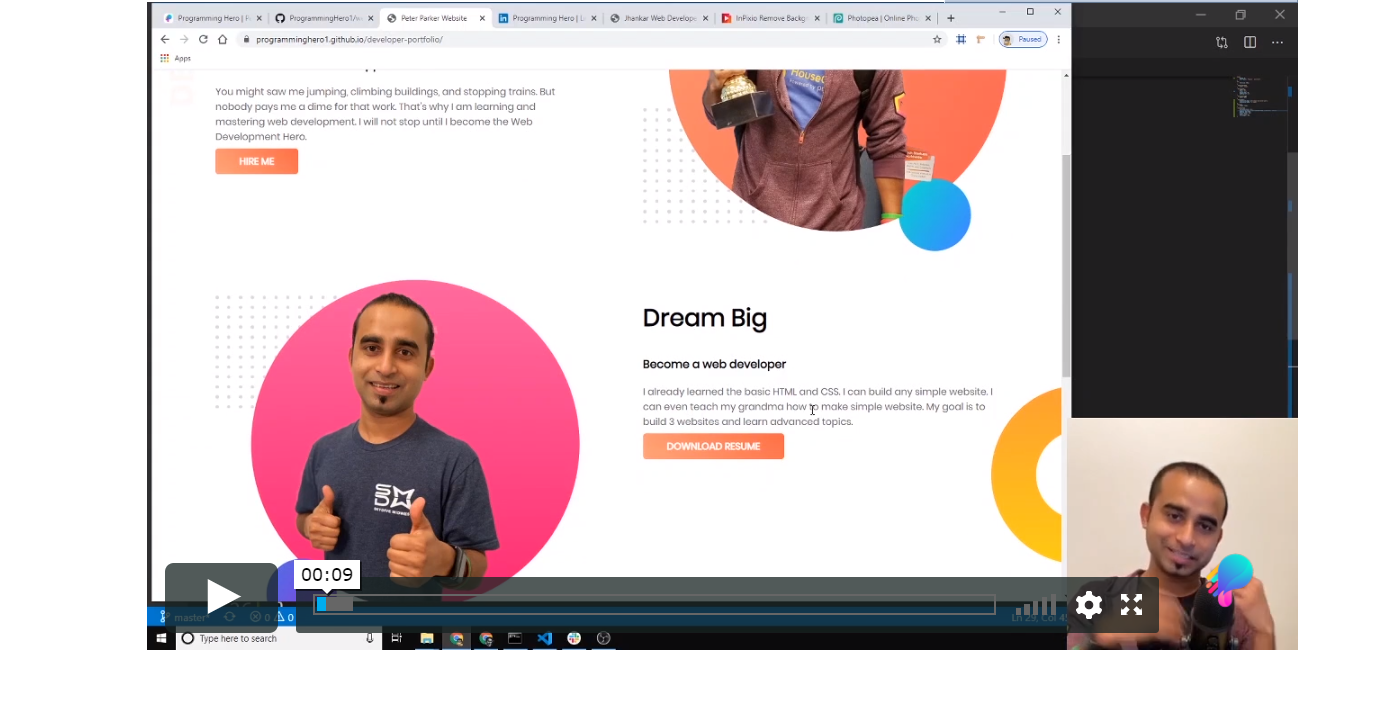 Programming Hero | P
ProgrammingHero1/w
Peter Parker Website
Programming Hero | L
Jhankar Web Develop
InPixio Remove Backg
Photopea | Online Pho
programminghero1.github.io/developer-portfolio/
Paused
Apps
You might saw me jumping, climbing buildings, and stopping trains. But
nobody pays me a dime for that work. That's why I am learning and
mastering web development. I will not stop until I become the Web
Development Hero.
HIRE ME
Dream Big
Become a web developer
I already learned the basic HTML and CSS. I can build any simple website. I
can even teach my grandma how to make simple website. My goal is to
build 3 websites and learn advanced topics.
DOWNLOAD RESUME
00:09
master
0
0
Ln 29, Col 4
Type here to search